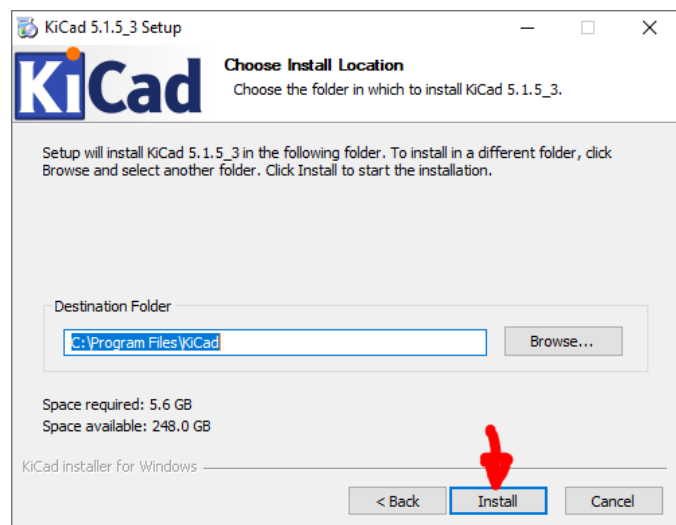 KiCad 5.1.5_3 Setup
KiCad
Choose Install Location
Choose the folder in which to install KiCad 5.1.5_3.
Setup will install KiCad 5.1.5_3 in the following folder. To install in a different folder, click
Browse and select another folder. Click Install to start the installation.
Destination Folder
C:\Program Files\KiCad
Browse...
Space required: 5.6 GB
Space available: 248.0 GB
KiCad installer for Windows
< Back
Install
Cancel